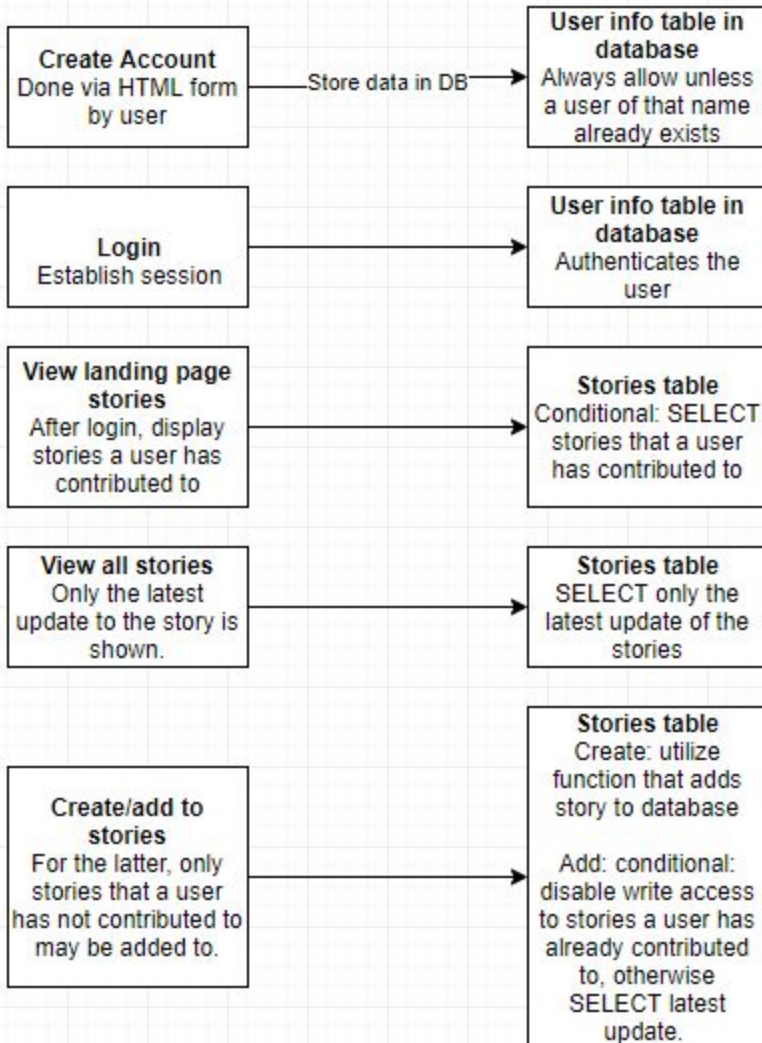 Create Account
Done via HTML form
by user
Store data in DB
User info table in
database
Always allow unless
a user of that name
already exists
Login
Establish session
User info table in
database
Authenticates the
user
View landing page
stories
After login, display
stories a user has
contributed to
Stories table
Conditional: SELECT
stories that a user
has contributed to
View all stories
Only the latest
update to the story is
shown.
Stories table
SELECT only the
latest update of the
stories
Create/add to
stories
For the latter, only
stories that a user
has not contributed to
may be added to.
Stories table
Create: utilize
function that adds
story to database
Add: conditional:
disable write access
to stories a user has
already contributed
to, otherwise
SELECT latest
update.